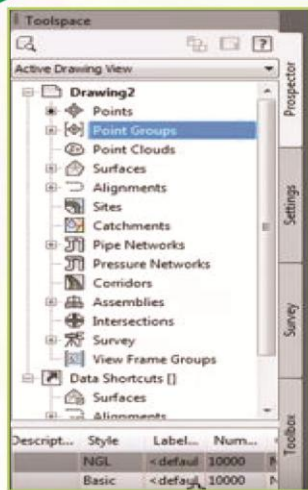 Toolspace
?
Active Drawing View
Drawing2
Points
Point Groups
Point Clouds
Surfaces
Alignments
Sites
Catchments
Pipe Networks
Pressure Networks
Corridors
Assemblies
Intersections
Survey
View Frame Groups
Data Shortcuts []
Surfaces
Alignments
Prospector
Settings
Survey
Toolbox
Descript... Style Label... Num...
NGL <defaul 10000
Basic <defaul 10000